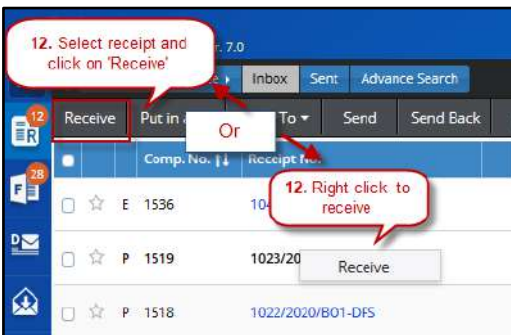 12. Select receipt and
click on 'Receive'
r. 7.0
Inbox Sent Advance Search
12
R
Receive Put in a To Send Send Back
Or
Comp. No. Receipt No.
28
F
12. Right click to
receive
E 1536 104
D
P 1519 1023/20
Receive
P 1518 1022/2020/BO1-DFS